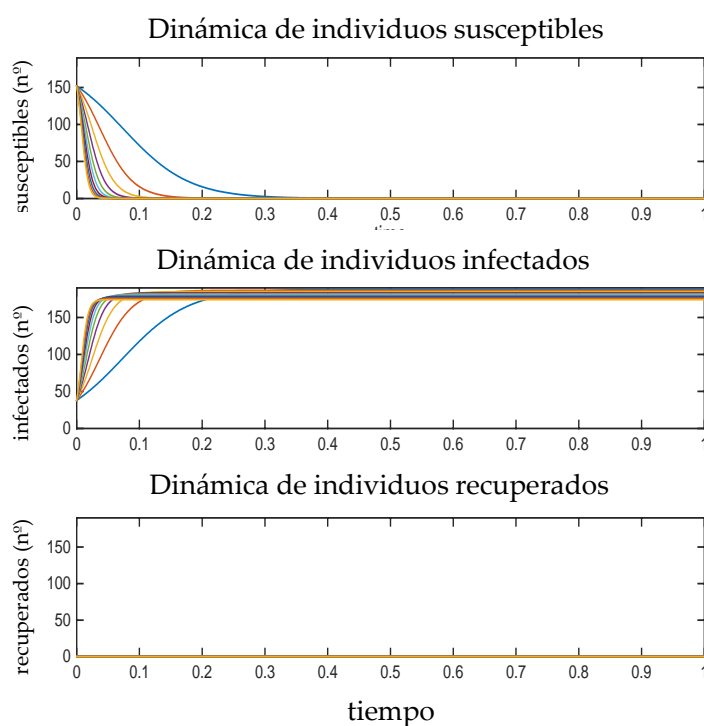 Dinámica de individuos susceptibles
susceptibles (nº)
150
100
50
0
0 0.1 0.2 0.3 0.4 0.5 0.6 0.7 0.8 0.9 1
Dinámica de individuos infectados
infectados (nº)
150
100
50
0
0 0.1 0.2 0.3 0.4 0.5 0.6 0.7 0.8 0.9 1
Dinámica de individuos recuperados
recuperados (nº)
150
100
50
0
0 0.1 0.2 0.3 0.4 0.5 0.6 0.7 0.8 0.9 1
tiempo